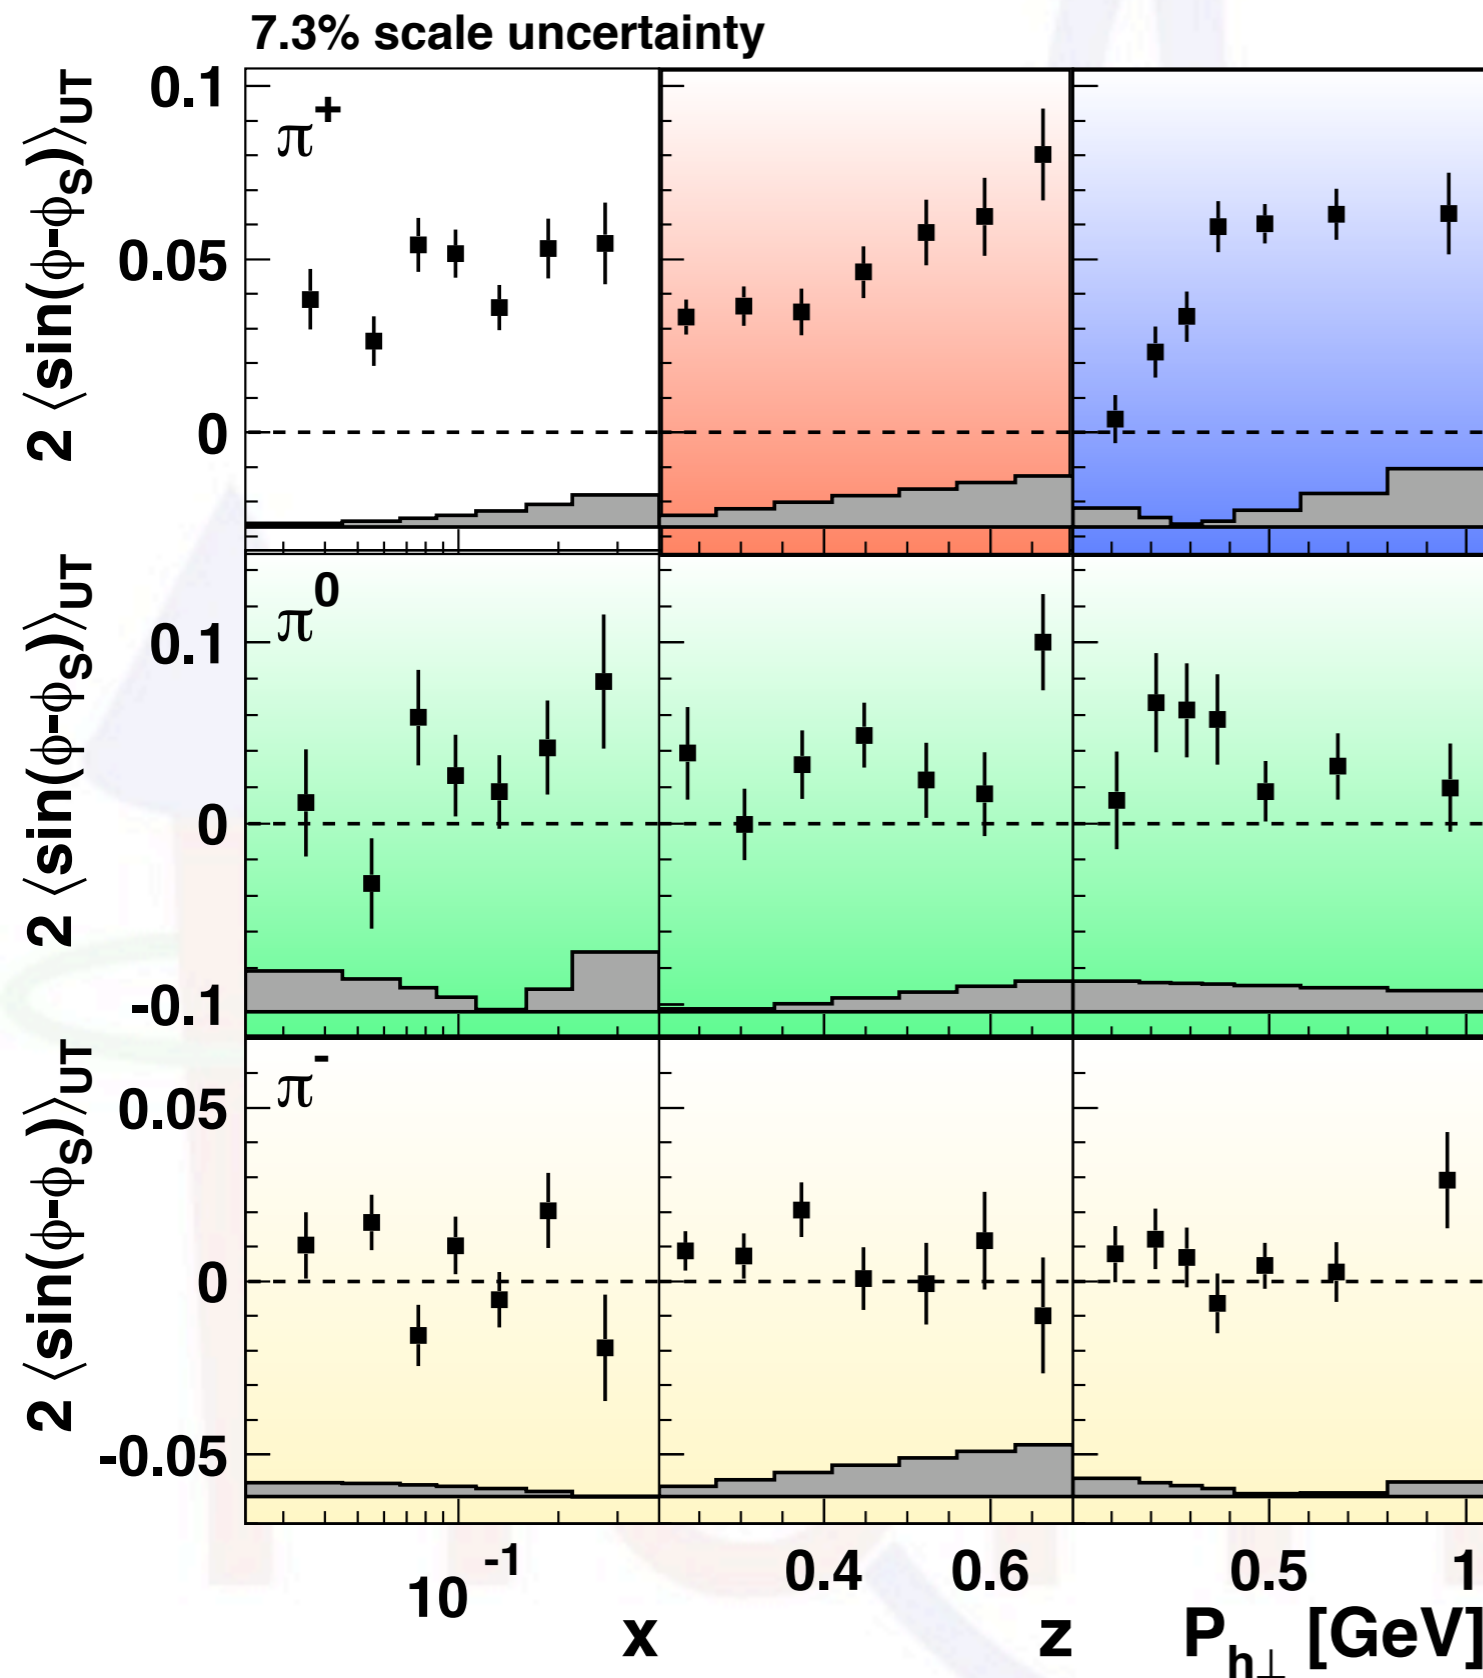 7.3% scale uncertainty
2 ⟨sin(ϕ-ϕS)⟩UT
0.1
0.05
0
π+
2 ⟨sin(ϕ-ϕS)⟩UT
0.1
0
-0.1
π0
2 ⟨sin(ϕ-ϕS)⟩UT
0.05
0
-0.05
π-
10-1
0.4 0.6
0.5 1
x z Ph⊥ [GeV]